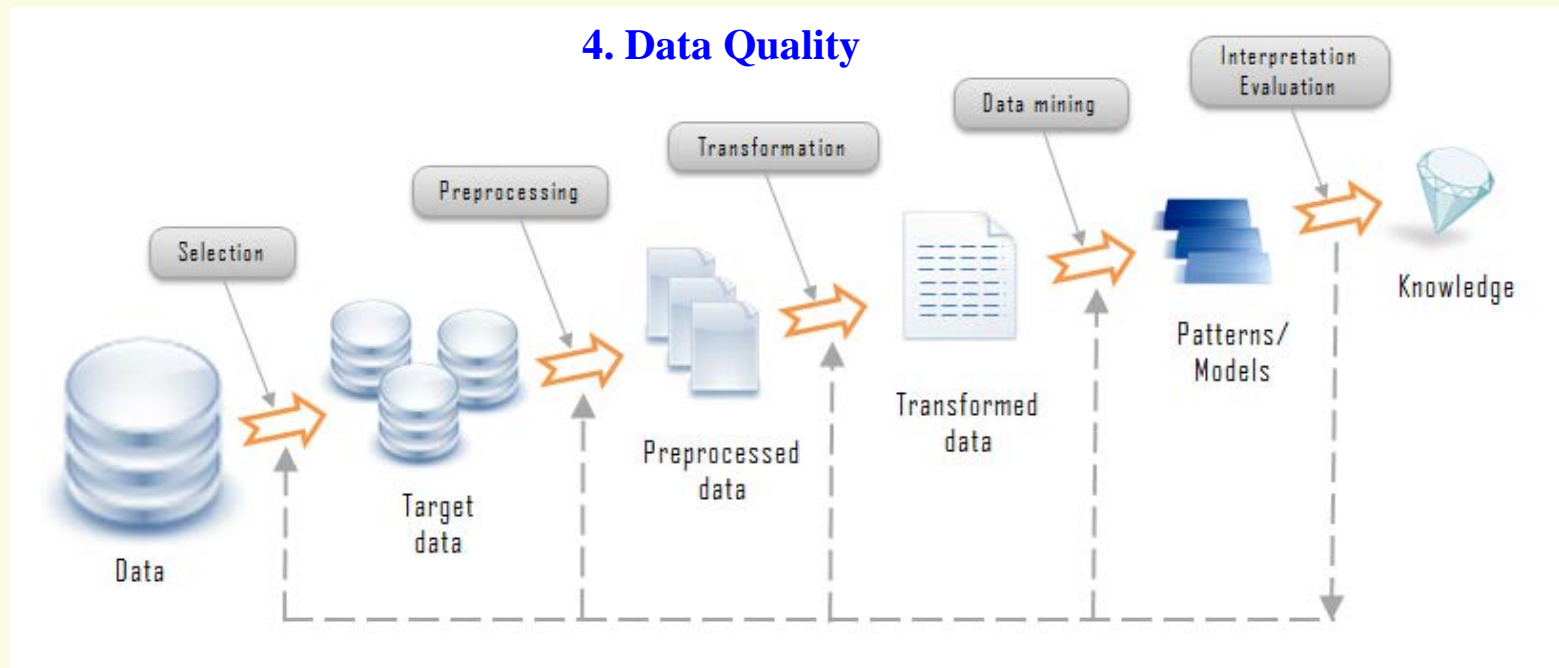 4. Data Quality
Interpretation
Evaluation
Data mining
Transformation
Preprocessing
Selection
Knowledge
Patterns/
Models
Transformed
data
Preprocessed
data
Target
data
Data